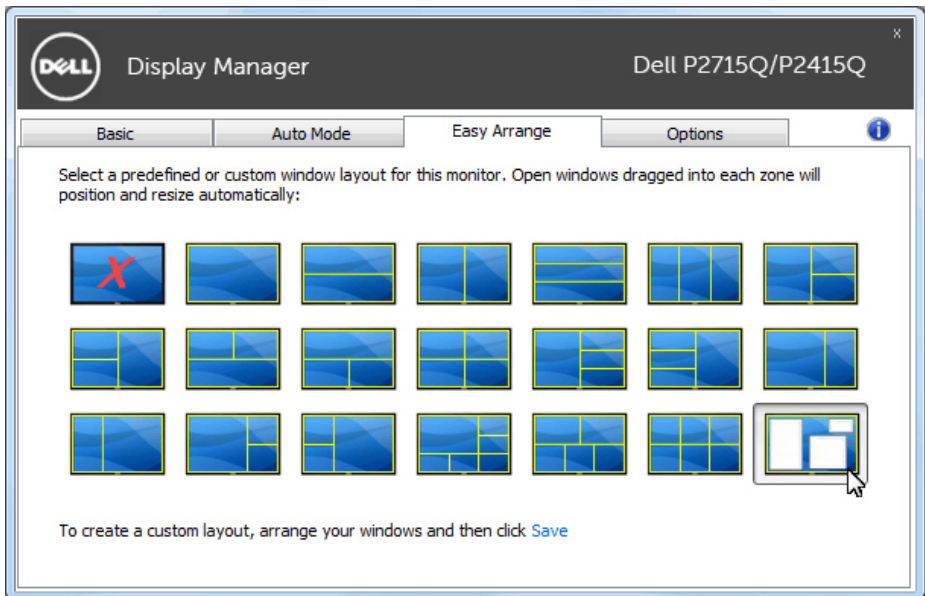 DELL
Display Manager
Dell P2715Q/P2415Q
x
Basic
Auto Mode
Easy Arrange
Options
i
Select a predefined or custom window layout for this monitor. Open windows dragged into each zone will
position and resize automatically:
X
To create a custom layout, arrange your windows and then click Save